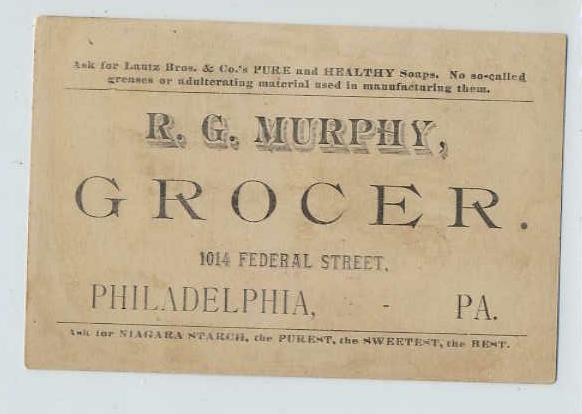 Ask for Lautz Bros. & Co.'s PURE and HEALTHY Soaps. No so-called
greases or adulterating material used in manufacturing them.
R. G. MURPHY,
GROCER.
1014 FEDERAL STREET,
PHILADELPHIA, - PA.
Ask for NIAGARA STARCH, the PUREST, the SWEETEST, the BEST.